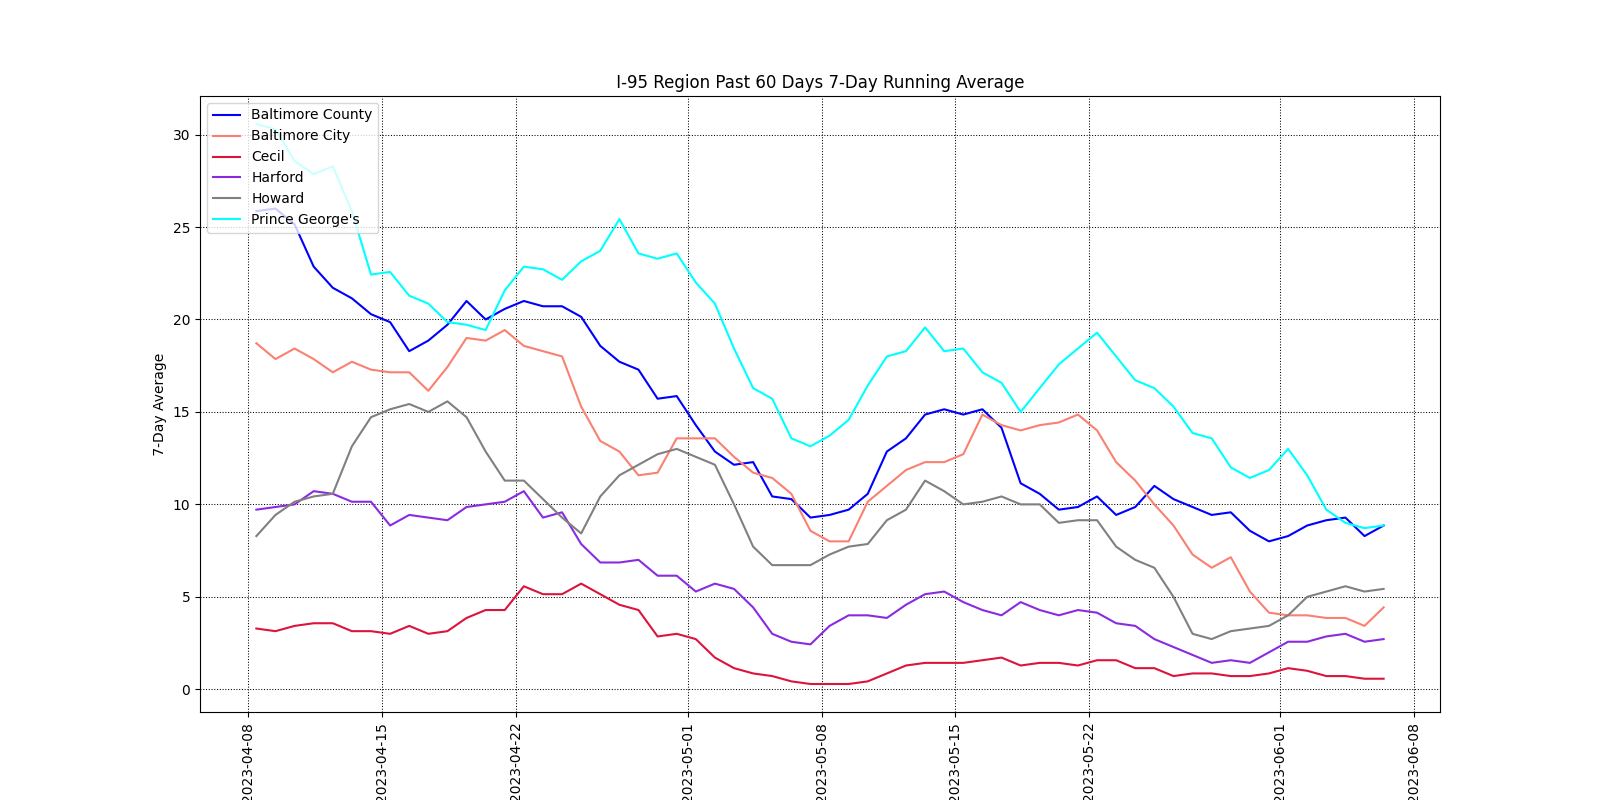 I-95 Region Past 60 Days 7-Day Running Average
Baltimore County
Baltimore City
Cecil
Harford
Howard
Prince George's
7-Day Average
30
25
20
15
10
5
0
2023-04-08
2023-04-15
2023-04-22
2023-05-01
2023-05-08
2023-05-15
2023-05-22
2023-06-01
2023-06-08